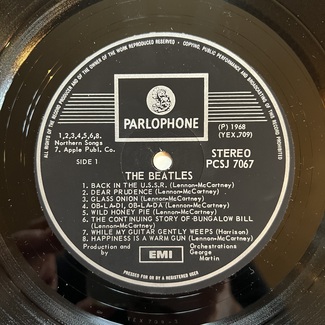 ALL RIGHTS OF THE RECORD PRODUCER AND OF THE OWNER OF THE WORK REPRODUCED RESERVED • COPYING, PUBLIC PERFORMANCE AND BROADCASTING OF THIS RECORD PROHIBITED
PARLOPHONE
1,2,3,4,5,6,8.
Northern Songs
7. Apple Publ. Co.
SIDE 1
(P) 1968
(YEX.709)
STEREO
PCSJ 7067
THE BEATLES
1. BACK IN THE U.S.S.R. (Lennon-McCartney)
2. DEAR PRUDENCE (Lennon-McCartney)
3. GLASS ONION (Lennon-McCartney)
4. OB-LA-DI, OB-LA-DA (Lennon-McCartney)
5. WILD HONEY PIE (Lennon-McCartney)
6. THE CONTINUING STORY OF BUNGALOW BILL
(Lennon-McCartney)
7. WHILE MY GUITAR GENTLY WEEPS (Harrison)
8. HAPPINESS IS A WARM GUN (Lennon-McCartney)
Production and
by
EMI
Orchestrations
George
Martin
PRESSED FOR U.S. BY A REGISTERED USER